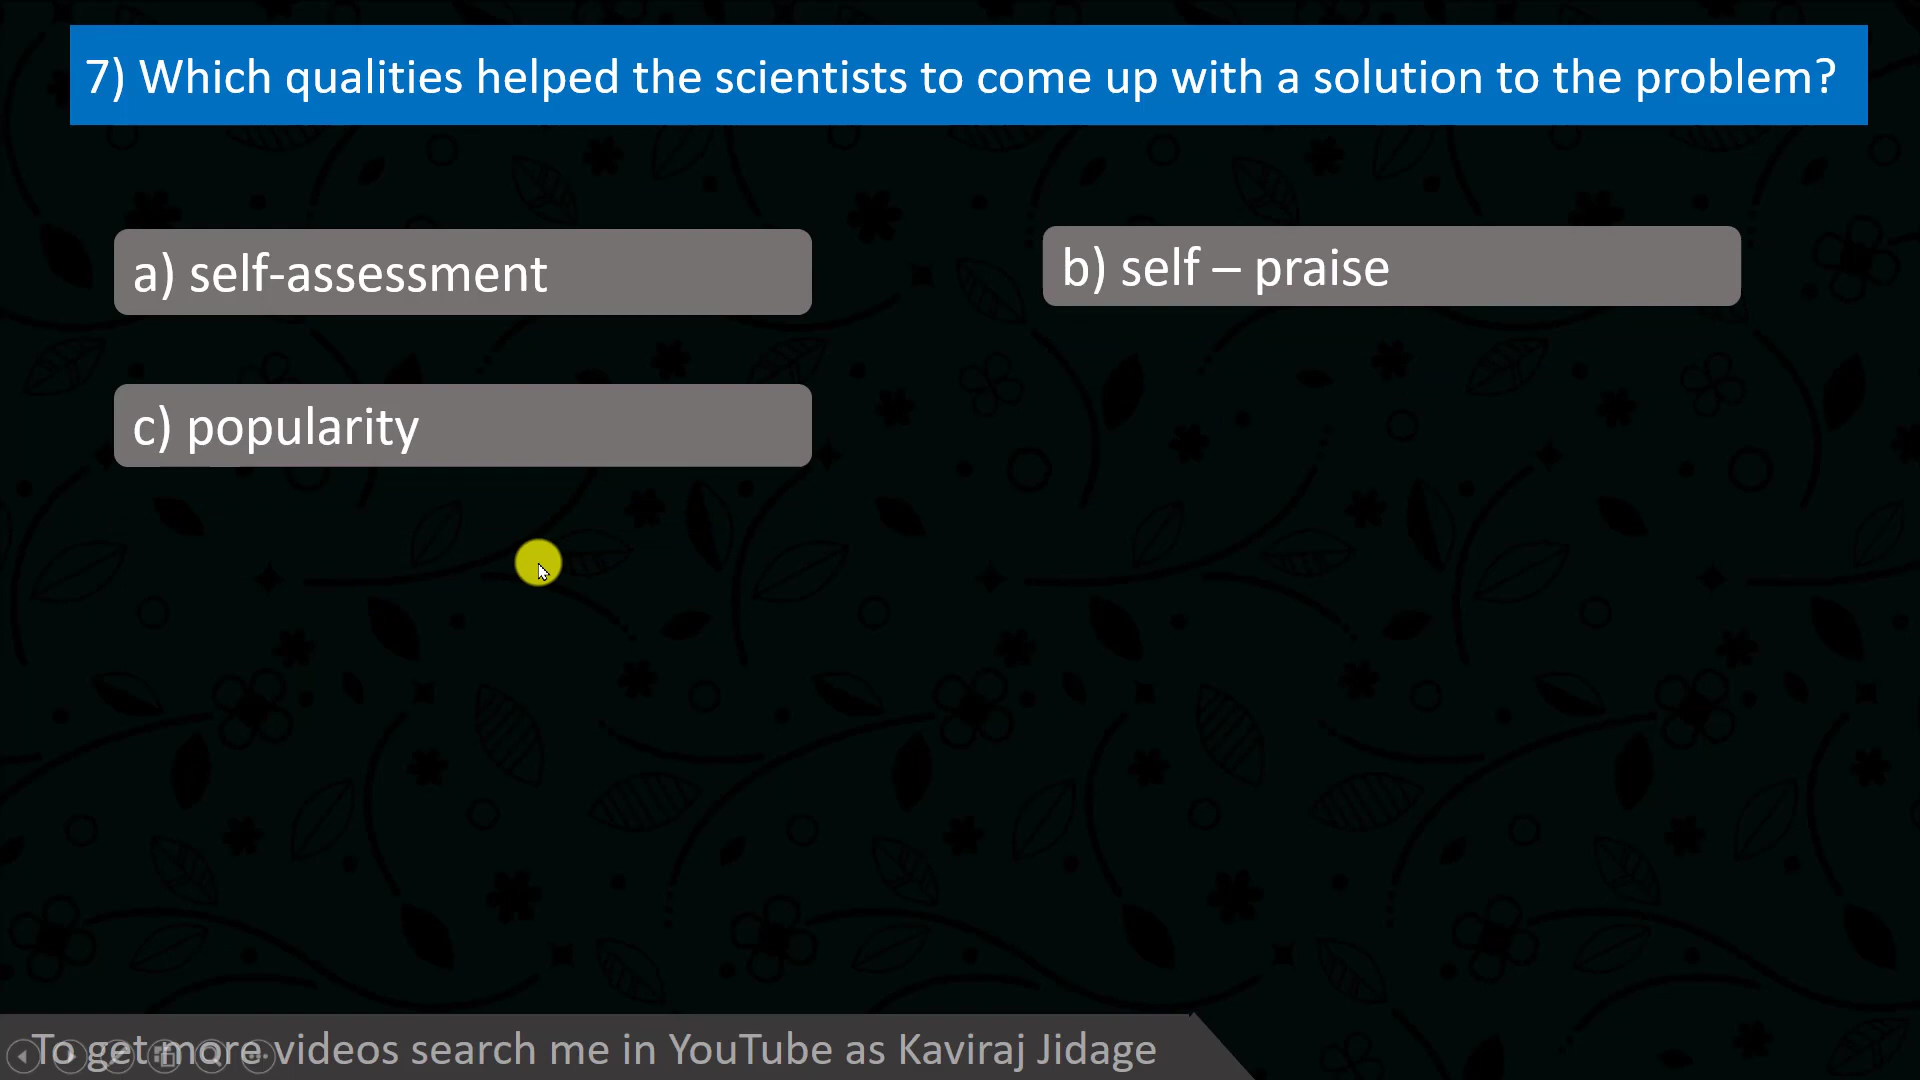 7) Which qualities helped the scientists to come up with a solution to the problem?
a) self-assessment
b) self – praise
c) popularity
To get more videos search me in YouTube as Kaviraj Jidage